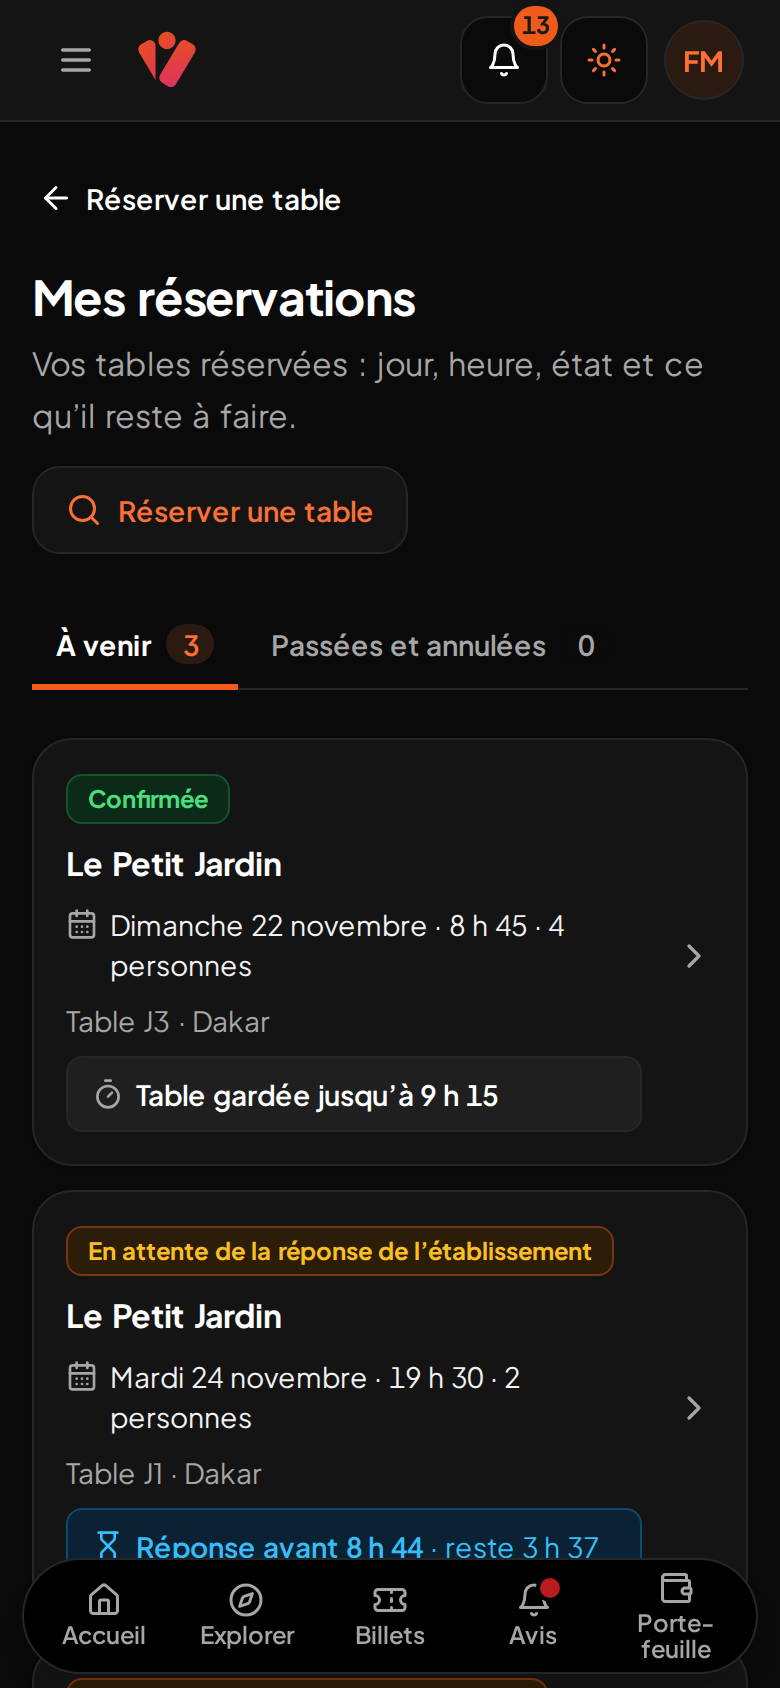 13
FM
Réserver une table
Mes réservations
Vos tables réservées : jour, heure, état et ce
qu’il reste à faire.
Réserver une table
À venir 3 Passées et annulées 0
Confirmée
Le Petit Jardin
Dimanche 22 novembre · 8 h 45 · 4
personnes
Table J3 · Dakar
Table gardée jusqu’à 9 h 15
En attente de la réponse de l’établissement
Le Petit Jardin
Mardi 24 novembre · 19 h 30 · 2
personnes
Table J1 · Dakar
Réponse avant 8 h 44 · reste 3 h 37
Accueil Explorer Billets Avis Porte-
feuille